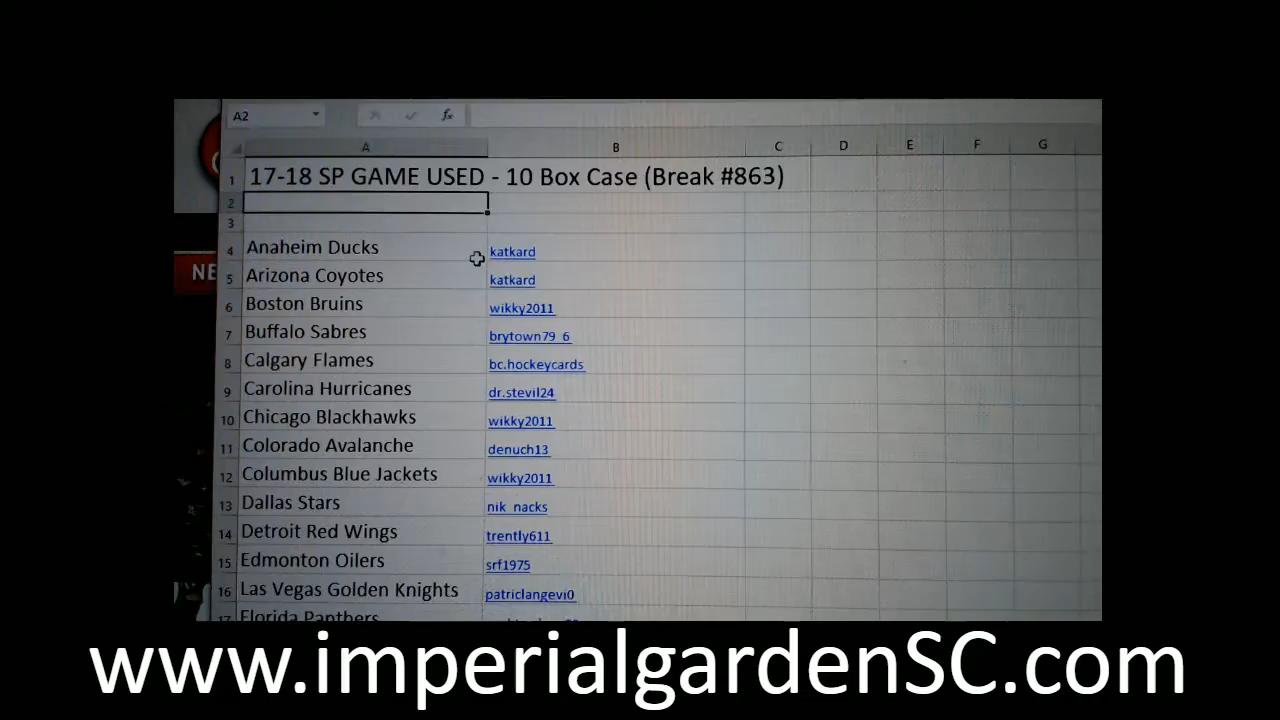 A2
fx
A B C D E F G
1 17-18 SP GAME USED - 10 Box Case (Break #863)
2
3
4 Anaheim Ducks katkard
5 Arizona Coyotes katkard
6 Boston Bruins wikky2011
NE
7 Buffalo Sabres brytown79_6
8 Calgary Flames bc.hockeycards
9 Carolina Hurricanes dr.stevil24
10 Chicago Blackhawks wikky2011
11 Colorado Avalanche denuch13
12 Columbus Blue Jackets wikky2011
13 Dallas Stars nik_nacks
14 Detroit Red Wings trently611
15 Edmonton Oilers srf1975
16 Las Vegas Golden Knights patriclangevi0
17 Florida Panthers
www.imperialgardenSC.com